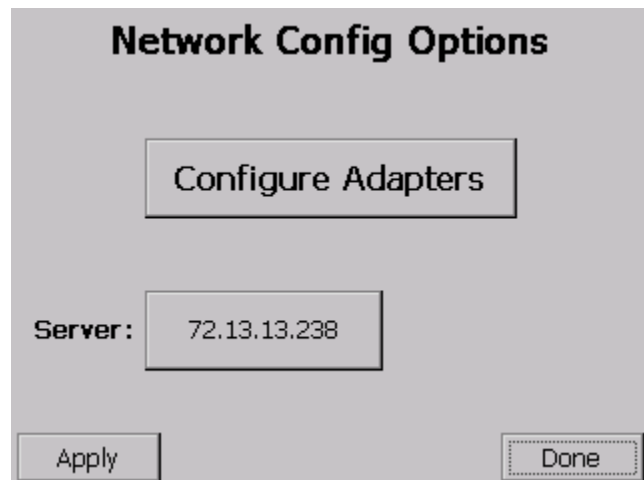 Network Config Options
Configure Adapters
Server: 72.13.13.238
Apply Done